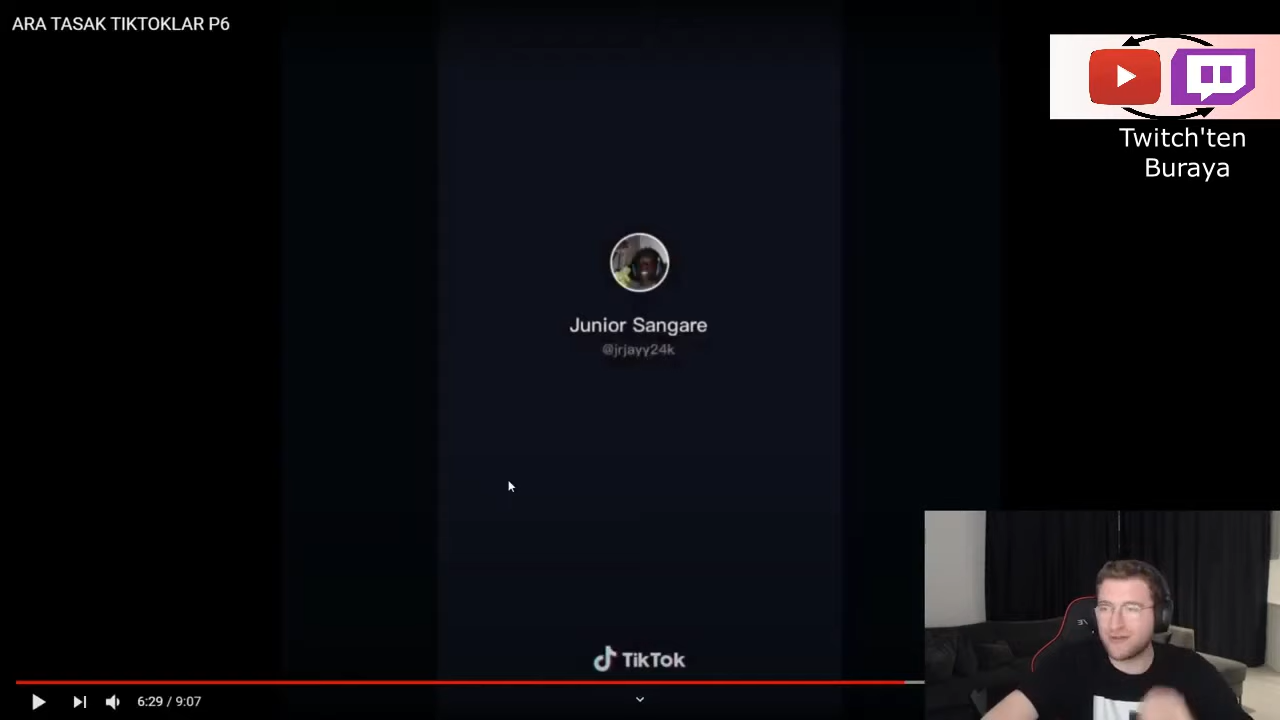 ARA TASAK TIKTOKLAR P6
Twitch'ten
Buraya
Junior Sangare
@jrjayy24k
TikTok
6:29 / 9:07